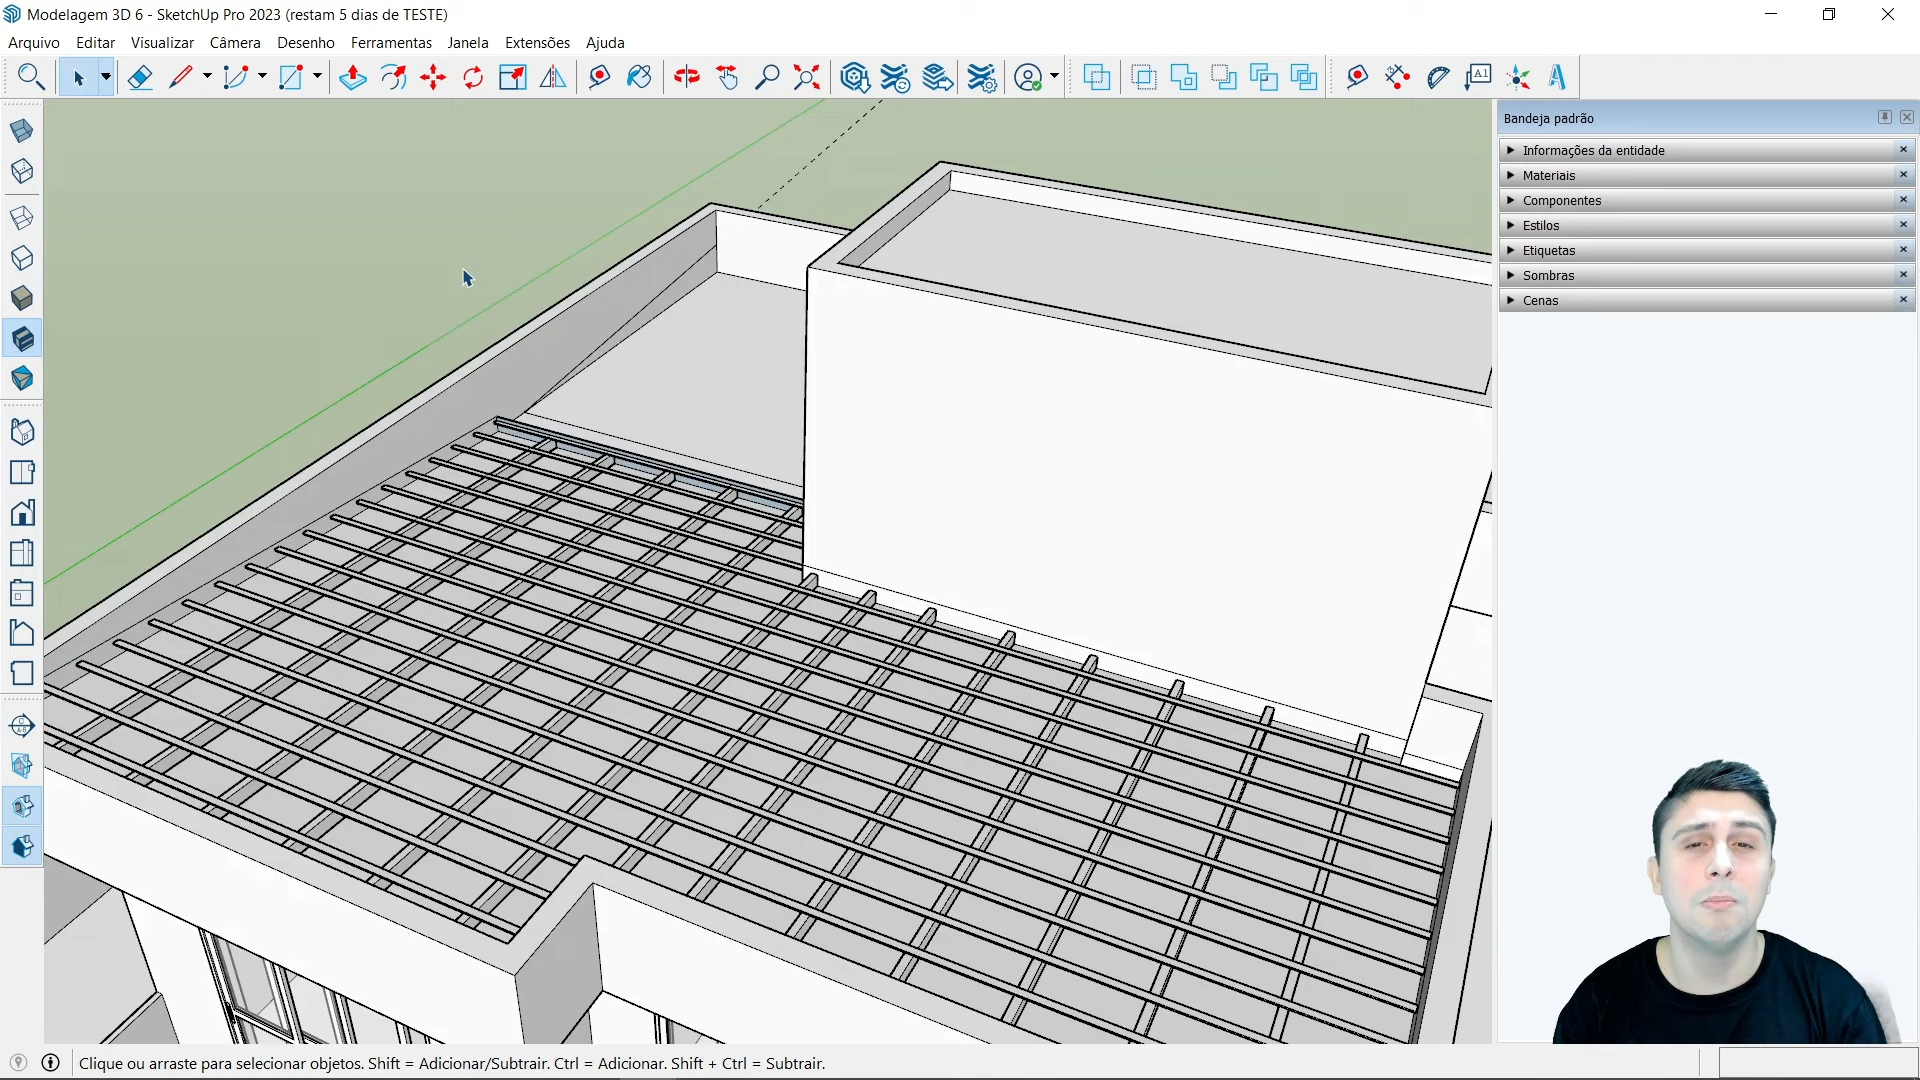 Modelagem 3D 6 - SketchUp Pro 2023 (restam 5 dias de TESTE)
Arquivo Editar Visualizar Câmera Desenho Ferramentas Janela Extensões Ajuda
A1
Bandeja padrão
Informações da entidade
Materiais
Componentes
Estilos
Etiquetas
Sombras
Cenas
Clique ou arraste para selecionar objetos. Shift = Adicionar/Subtrair. Ctrl = Adicionar. Shift + Ctrl = Subtrair.